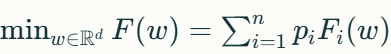 min_{w∈ℝ^d} F(w) = ∑_{i=1}^{n} p_i F_i(w)